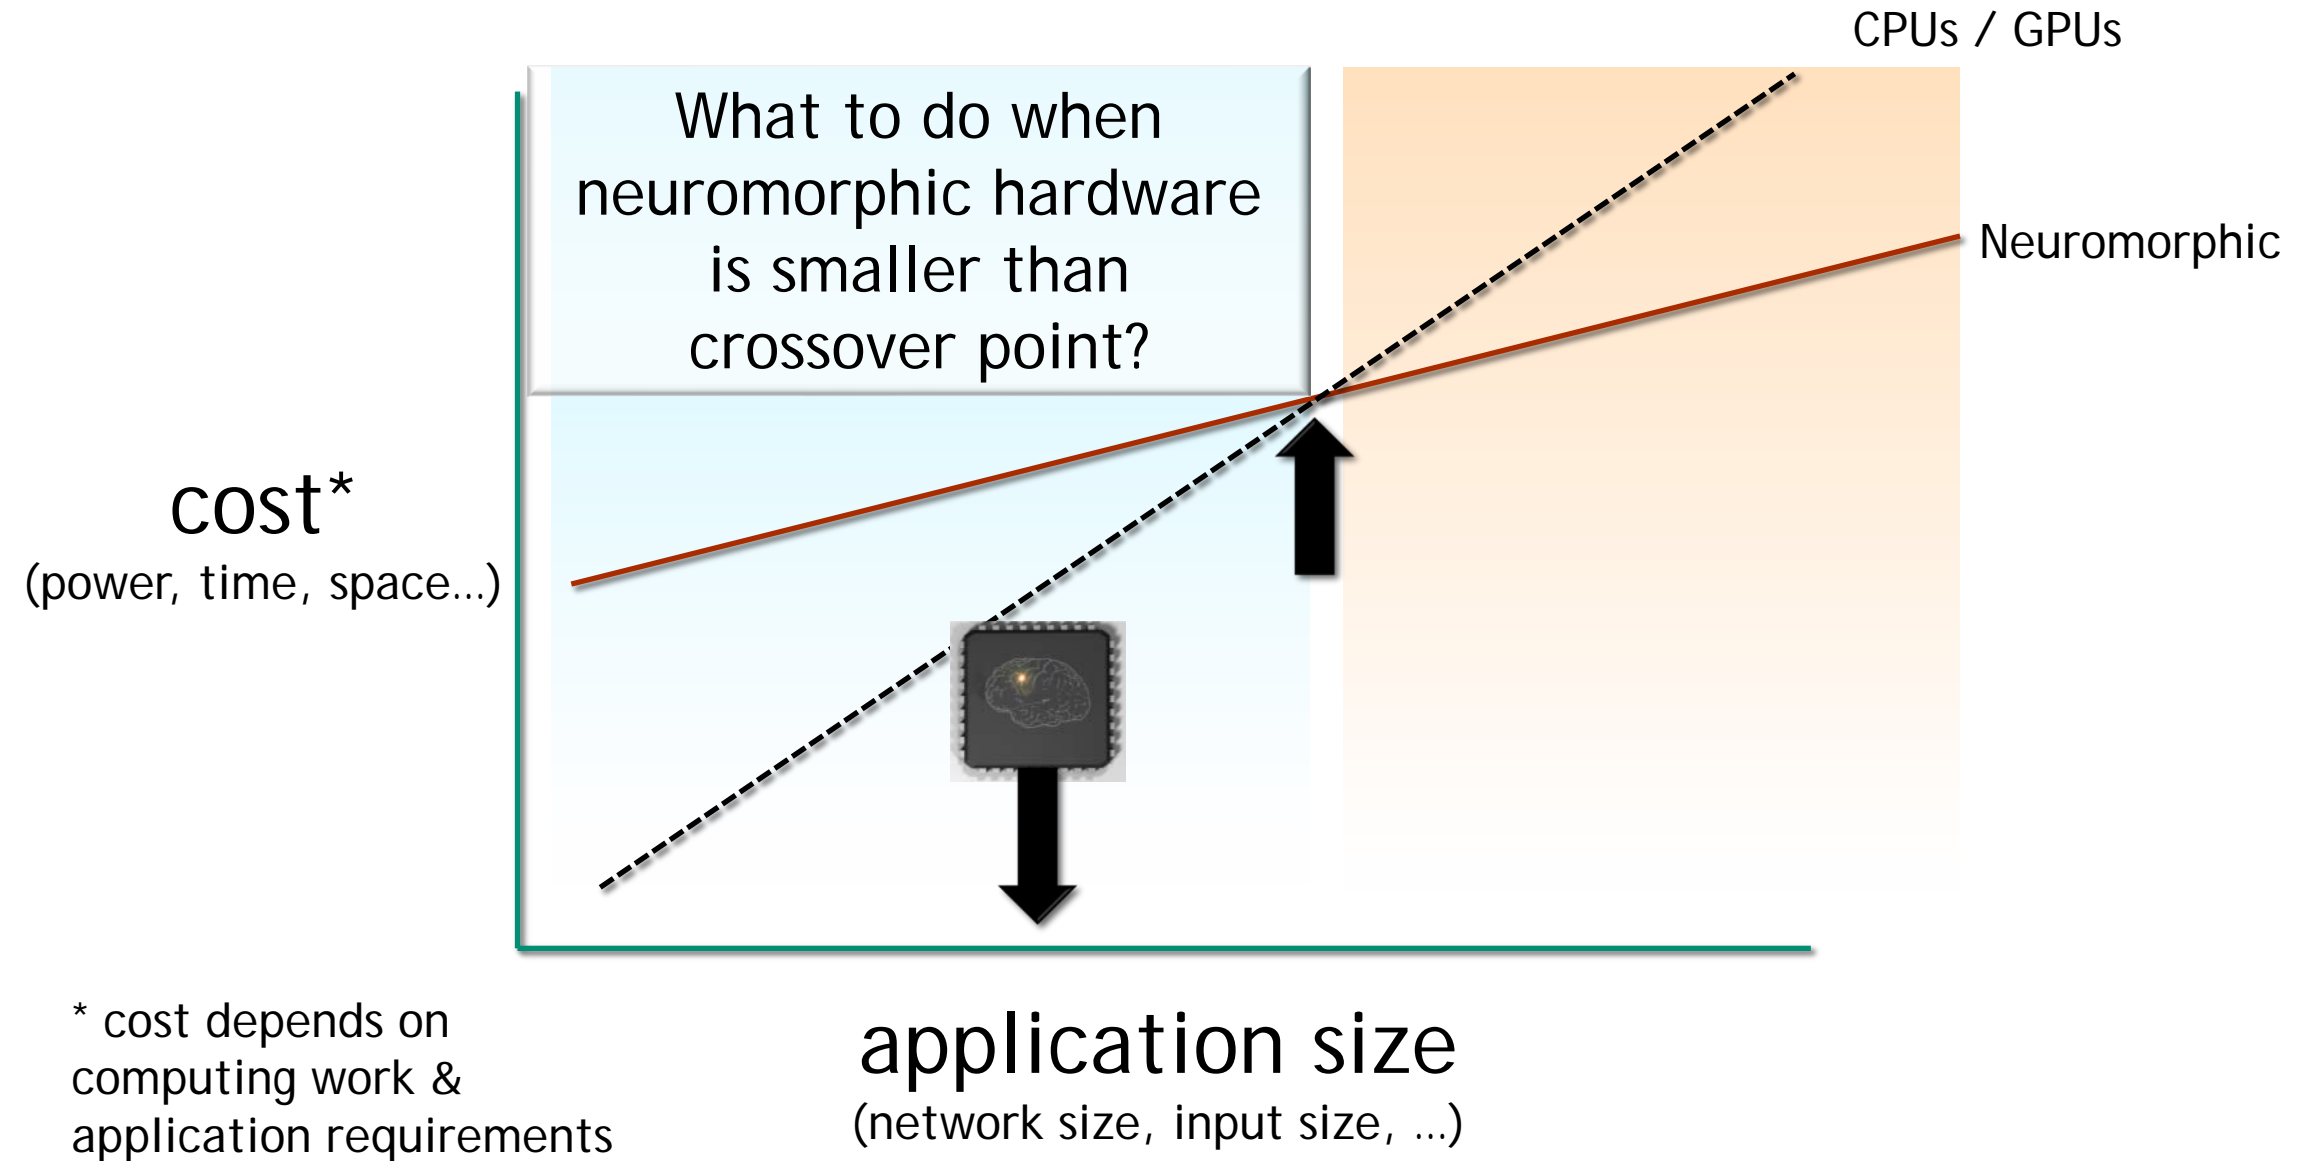 CPUs / GPUs
What to do when
neuromorphic hardware
is smaller than
crossover point?
Neuromorphic
cost*
(power, time, space...)
* cost depends on
computing work &
application requirements
application size
(network size, input size, ...)